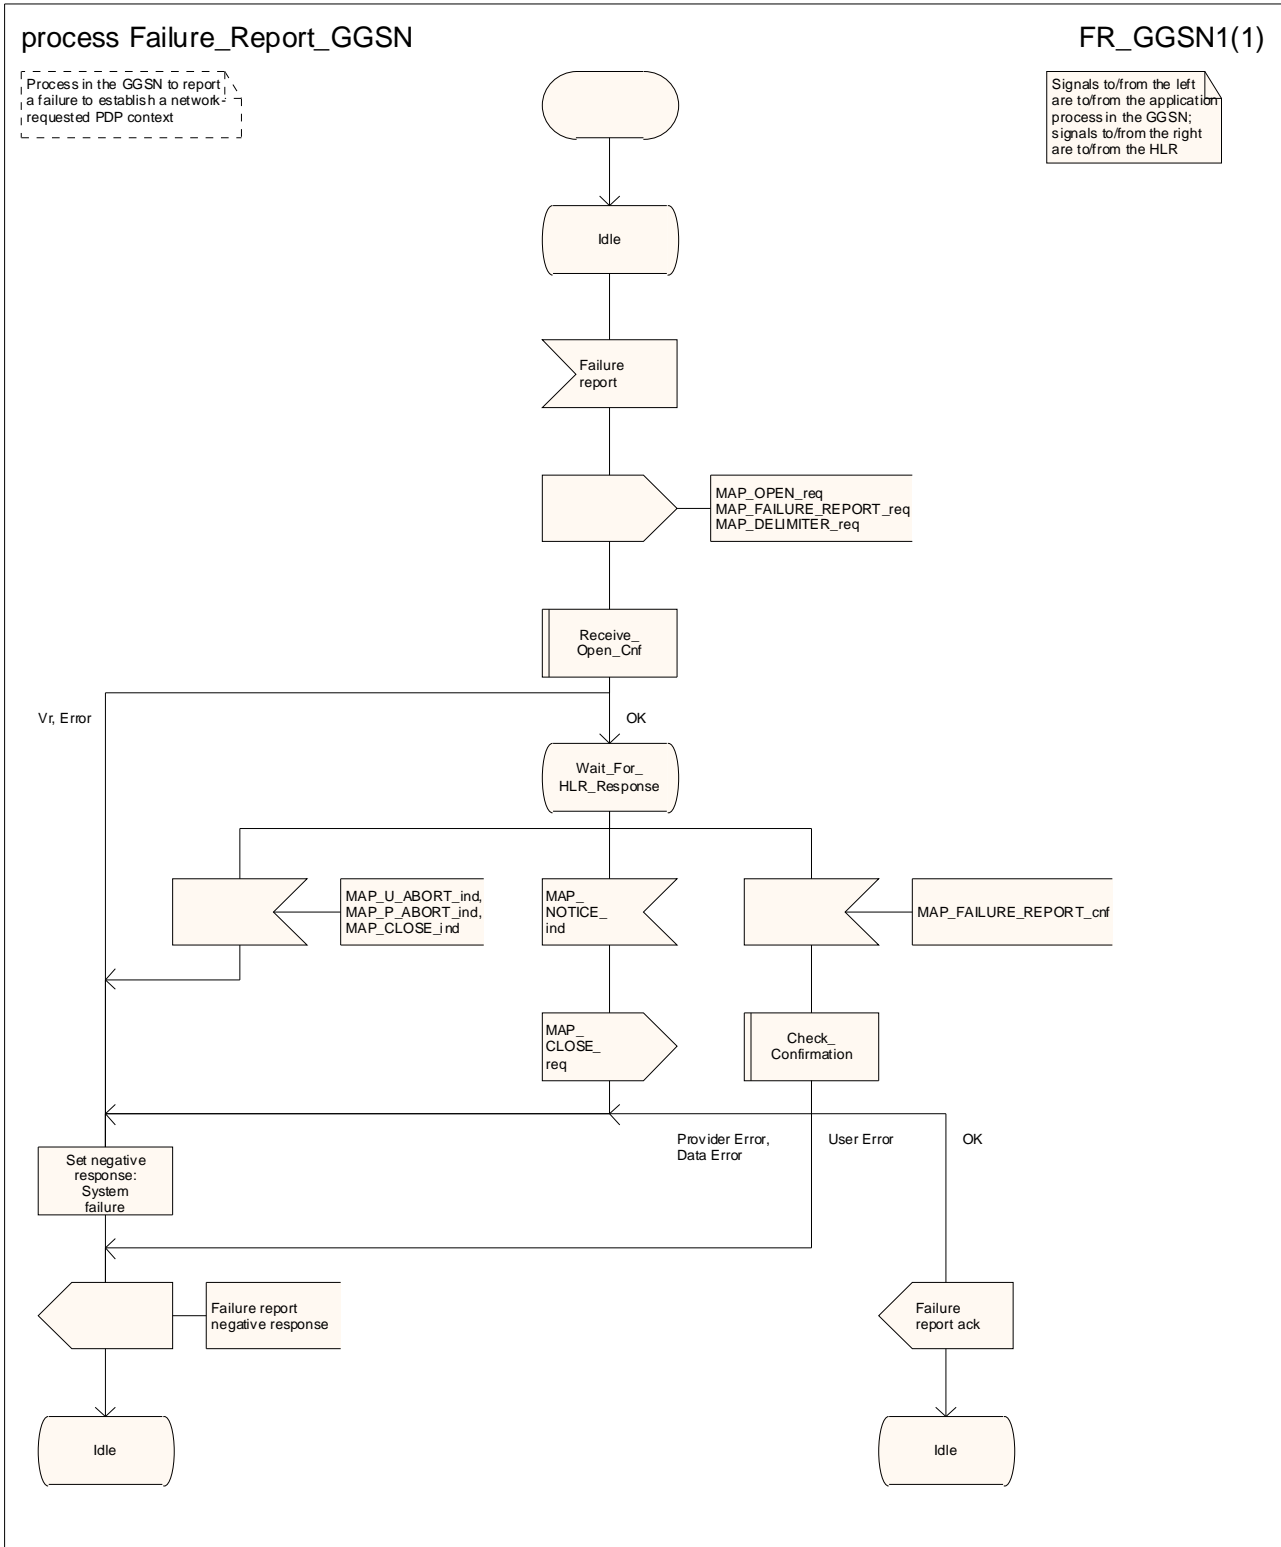 process Failure_Report_GGSN
FR_GGSN1(1)
Process in the GGSN to report
a failure to establish a network-
requested PDP context
Signals to/from the left
are to/from the application
process in the GGSN;
signals to/from the right
are to/from the HLR
Idle
Failure
report
MAP_OPEN_req
MAP_FAILURE_REPORT_req
MAP_DELIMITER_req
Receive_
Open_Cnf
Vr, Error
OK
Wait_For_
HLR_Response
MAP_U_ABORT_ind,
MAP_P_ABORT_ind,
MAP_CLOSE_ind
MAP_
NOTICE_
ind
MAP_FAILURE_REPORT_cnf
MAP_
CLOSE_
req
Check_
Confirmation
Provider Error,
Data Error
User Error
OK
Set negative
response:
System
failure
Failure report
negative response
Failure
report ack
Idle
Idle